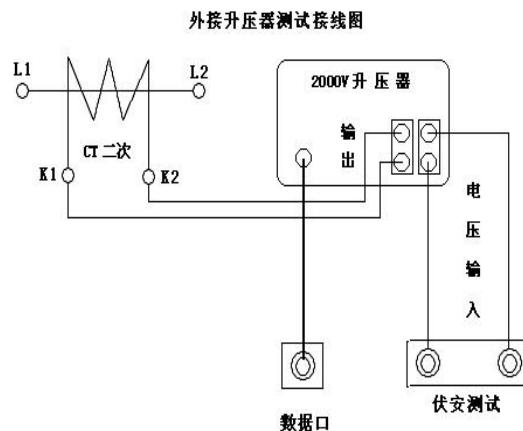 外接升压器测试接线图
L1
L2
2000V升压器
CT二次
输出
K1
K2
电压输入
伏安测试
数据口